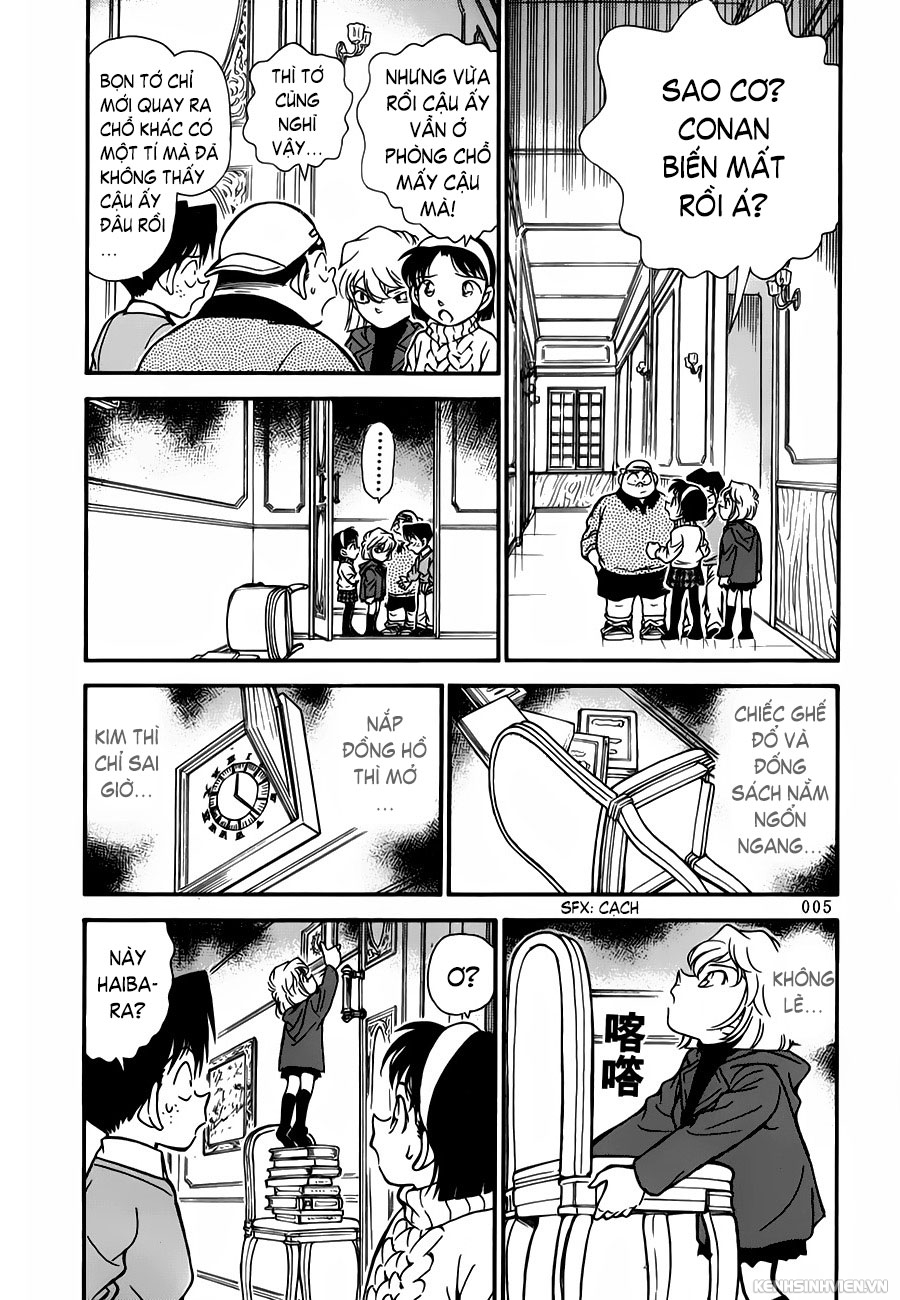 SAO CƠ?
CONAN
BIẾN MẤT
RỒI Á?
NHƯNG VỪA
RỒI CẬU ẤY
VẪN Ở
PHÒNG CHỖ
MẤY CẬU
MÀ!
THÌ TỚ
CŨNG
NGHĨ
VẬY...
BỌN TỚ CHỈ
MỚI QUAY RA
CHỖ KHÁC CÓ
MỘT TÍ MÀ ĐÃ
KHÔNG THẤY
CẬU ẤY
ĐÂU RỒI
...
........
CHIẾC GHẾ
ĐỔ VÀ
ĐỐNG
SÁCH NẰM
NGỔN
NGANG...
NẮP
ĐỒNG HỒ
THÌ MỞ
...
KIM THÌ
CHỈ SAI
GIỜ...
SFX: CẠCH
005
KHÔNG
LẼ...
喀嗒
Ơ?
NÀY
HAIBA-
RA?
KENHSINHVIEN.VN